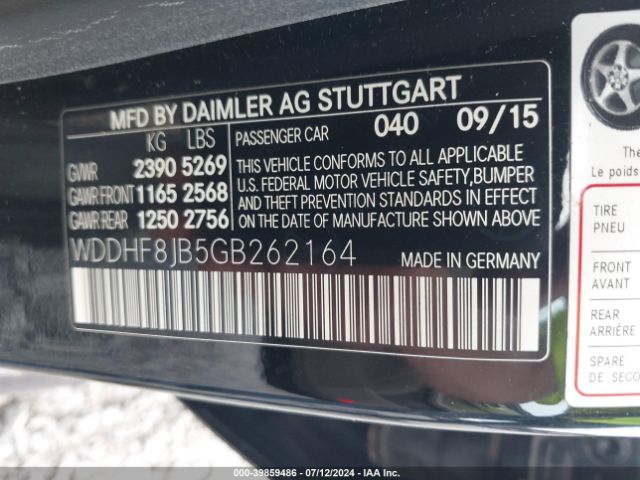 MFD BY DAIMLER AG STUTTGART
KG LBS PASSENGER CAR 040 09/15
GVWR 2390 5269
GAWR FRONT 1165 2568
GAWR REAR 1250 2756
THIS VEHICLE CONFORMS TO ALL APPLICABLE
U.S. FEDERAL MOTOR VEHICLE SAFETY,BUMPER
AND THEFT PREVENTION STANDARDS IN EFFECT
ON THE DATE OF MANUFACTURE SHOWN ABOVE.
WDDHF8JB5GB262164 MADE IN GERMANY
The
Le poids
TIRE
PNEU
FRONT
AVANT
REAR
ARRIÈRE
SPARE
DE
000-39859486 - 07/12/2024 - IAA Inc.